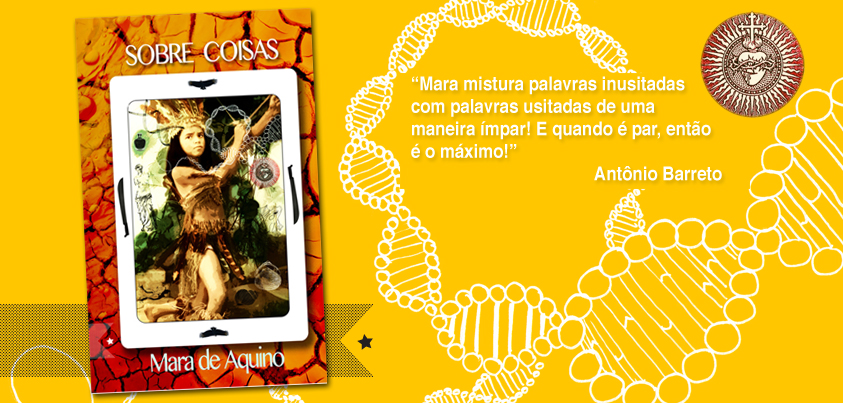 SOBRE COISAS
Mara de Aquino
“Mara mistura palavras inusitadas
com palavras usitadas de uma
maneira ímpar! E quando é par, então
é o máximo!”
Antônio Barreto